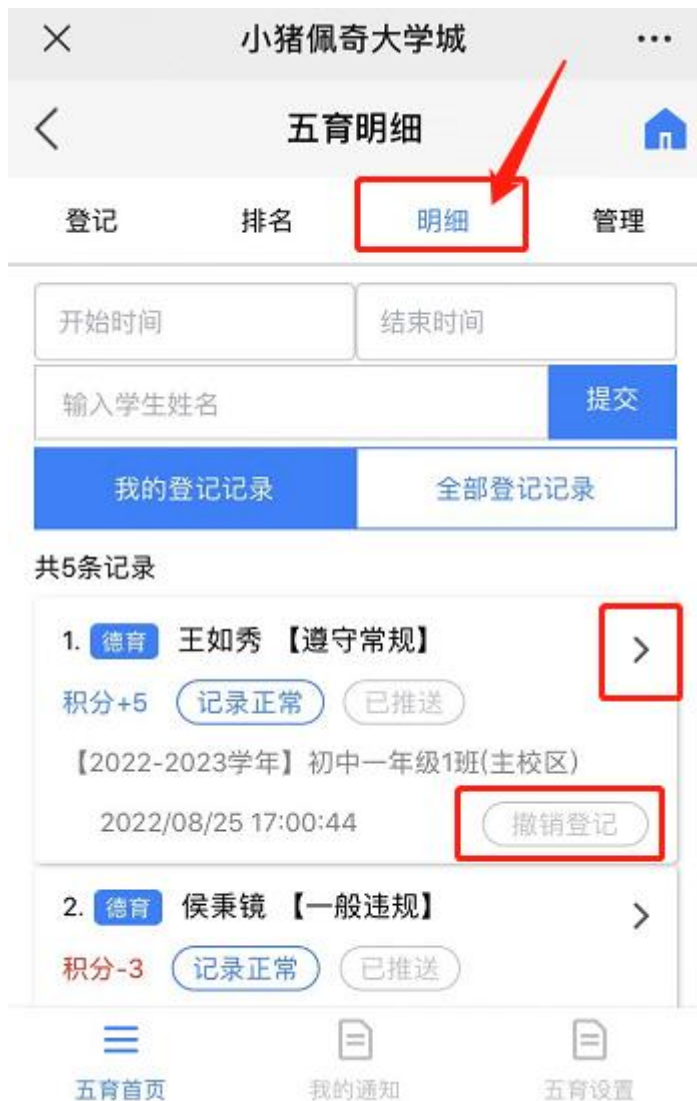 小猪佩奇大学城
五育明细
登记 排名 明细 管理
开始时间 结束时间
输入学生姓名 提交
我的登记记录 全部登记记录
共5条记录
1. 德育 王如秀 【遵守常规】
积分+5 记录正常 已推送
【2022-2023学年】初中一年级1班(主校区)
2022/08/25 17:00:44 撤销登记
2. 德育 侯秉镜 【一般违规】
积分-3 记录正常 已推送
五育首页 我的通知 五育设置